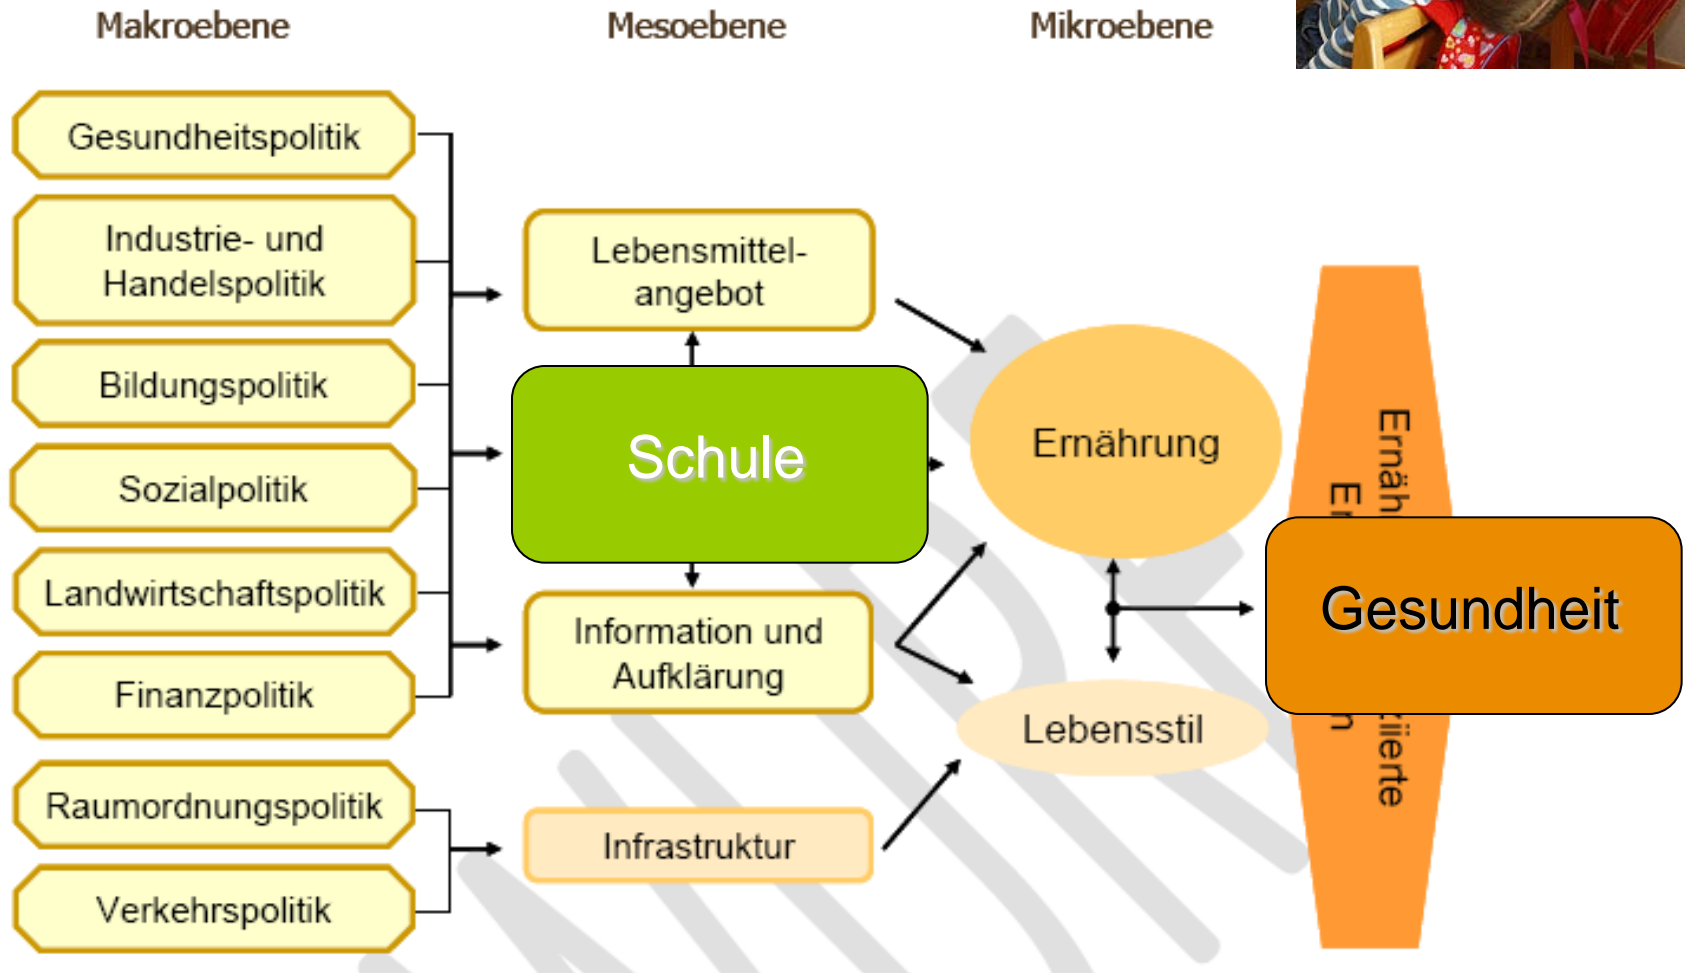 Makroebene
Mesoebene
Mikroebene
Gesundheitspolitik
Industrie- und
Handelspolitik
Bildungspolitik
Sozialpolitik
Landwirtschaftspolitik
Finanzpolitik
Raumordnungspolitik
Verkehrspolitik
Lebensmittel-
angebot
Schule
Information und
Aufklärung
Infrastruktur
Ernährung
Lebensstil
Gesundheit